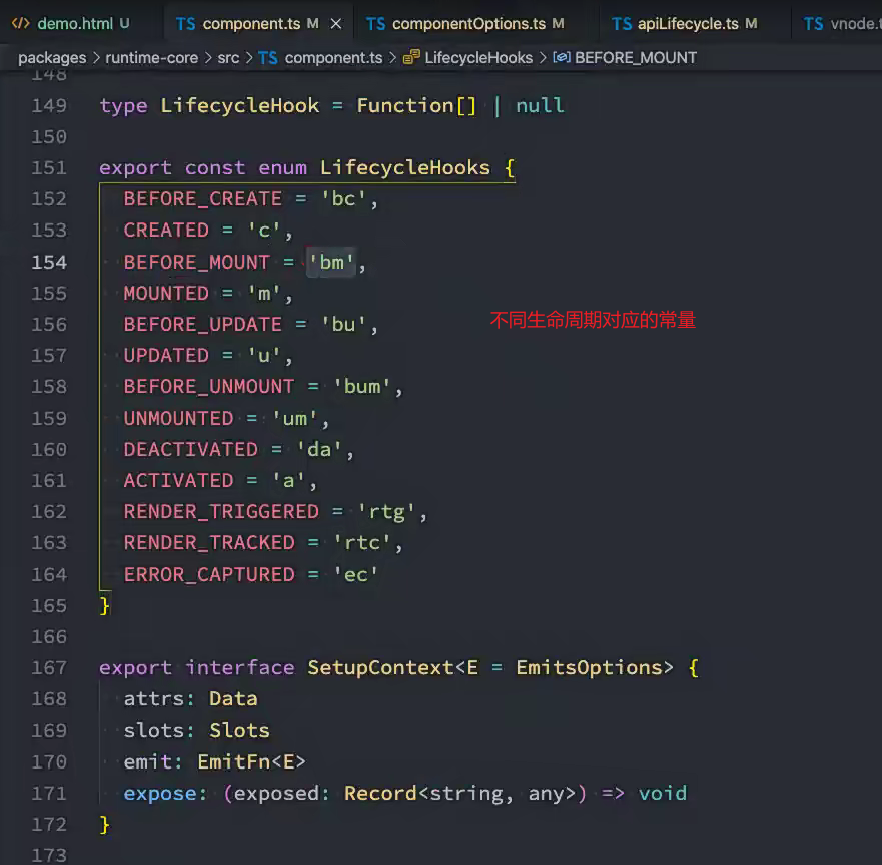 </> demo.html U TS component.ts M × TS componentOptions.ts M TS apiLifecycle.ts M TS vnode.t
packages > runtime-core > src > TS component.ts > LifecycleHooks > BEFORE_MOUNT
148
149 type LifecycleHook = Function[] | null
150
151 export const enum LifecycleHooks {
152 BEFORE_CREATE = 'bc',
153 CREATED = 'c',
154 BEFORE_MOUNT = 'bm',
155 MOUNTED = 'm',
156 BEFORE_UPDATE = 'bu',
不同生命周期对应的常量
157 UPDATED = 'u',
158 BEFORE_UNMOUNT = 'bum',
159 UNMOUNTED = 'um',
160 DEACTIVATED = 'da',
161 ACTIVATED = 'a',
162 RENDER_TRIGGERED = 'rtg',
163 RENDER_TRACKED = 'rtc',
164 ERROR_CAPTURED = 'ec'
165 }
166
167 export interface SetupContext<E = EmitsOptions> {
168 attrs: Data
169 slots: Slots
170 emit: EmitFn<E>
171 expose: (exposed: Record<string, any>) => void
172 }
173